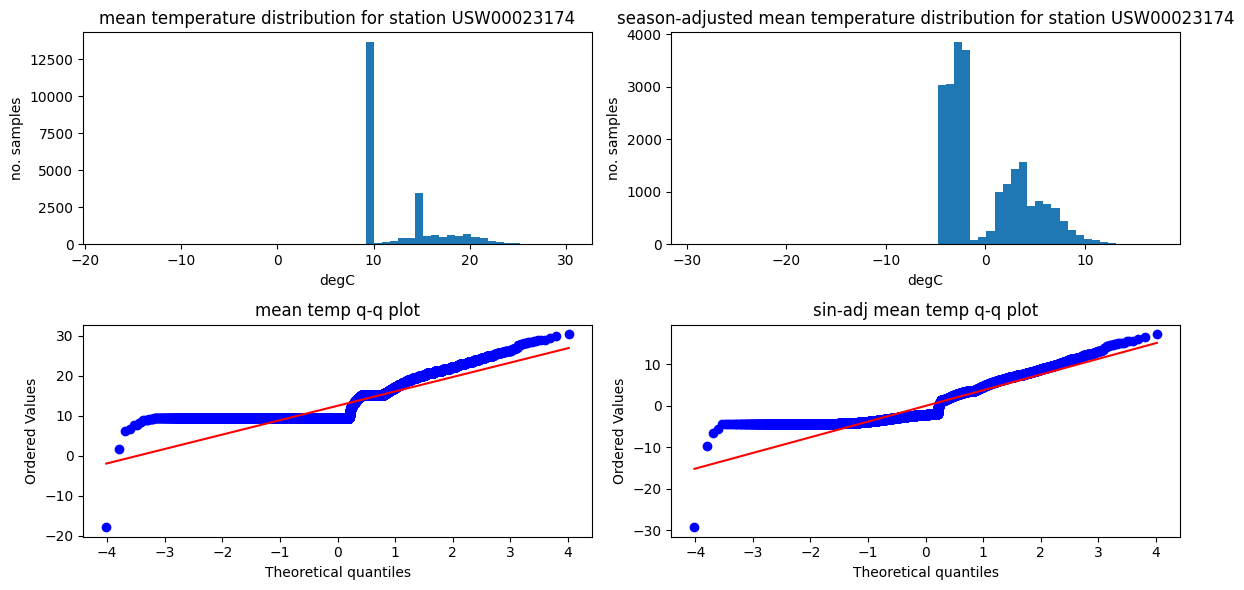 mean temperature distribution for station USW00023174
no. samples
12500
10000
7500
5000
2500
0
−20 −10 0 10 20 30
degC
season-adjusted mean temperature distribution for station USW00023174
no. samples
4000
3000
2000
1000
0
−30 −20 −10 0 10
degC
mean temp q-q plot
Ordered Values
30
20
10
0
−10
−20
−4 −3 −2 −1 0 1 2 3 4
Theoretical quantiles
sin-adj mean temp q-q plot
Ordered Values
10
0
−10
−20
−30
−4 −3 −2 −1 0 1 2 3 4
Theoretical quantiles